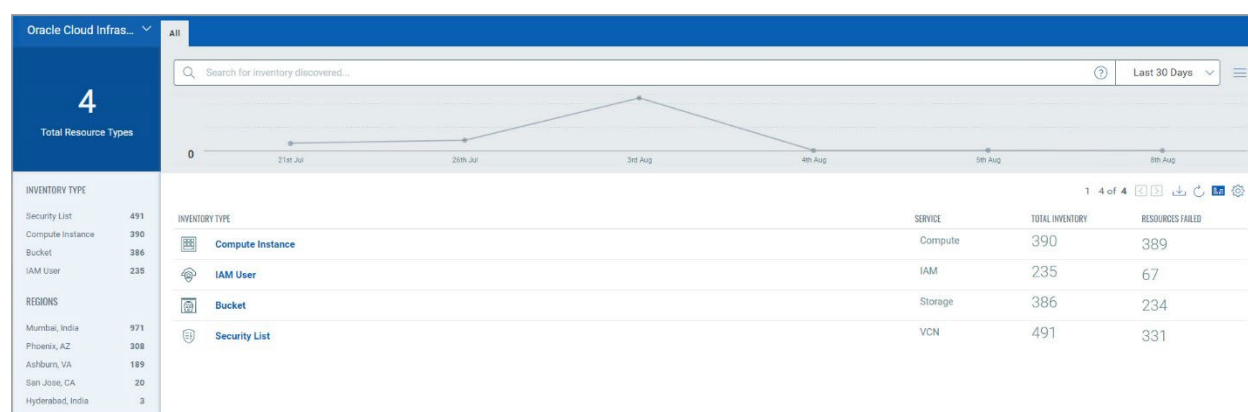 Oracle Cloud Infras... All
4
Total Resource Types
Search for inventory discovered... ? Last 30 Days
0
21st Jul 26th Jul 3rd Aug 4th Aug 5th Aug 8th Aug
INVENTORY TYPE
Security List 491
Compute Instance 390
Bucket 386
IAM User 235
REGIONS
Mumbai, India 971
Phoenix, AZ 308
Ashburn, VA 189
San Jose, CA 20
Hyderabad, India 3
1 - 4 of 4
INVENTORY TYPE SERVICE TOTAL INVENTORY RESOURCES FAILED
Compute Instance Compute 390 389
IAM User IAM 235 67
Bucket Storage 386 234
Security List VCN 491 331